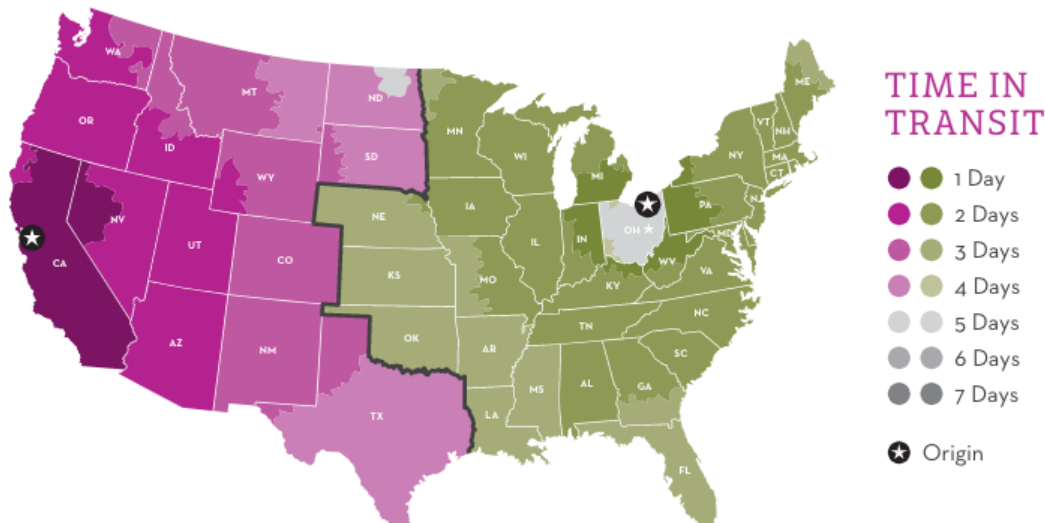 TIME IN
TRANSIT
1 Day
2 Days
3 Days
4 Days
5 Days
6 Days
7 Days
Origin
WA
MT
ND
ME
OR
MN
VT
NH
ID
SD
WI
NY
MA
WY
MI
CT
IA
PA
NJ
NE
NV
OH
MD
UT
IL
IN
CO
WV
CA
KS
MO
KY
VA
NC
TN
AZ
NM
OK
AR
SC
MS
AL
GA
TX
LA
FL